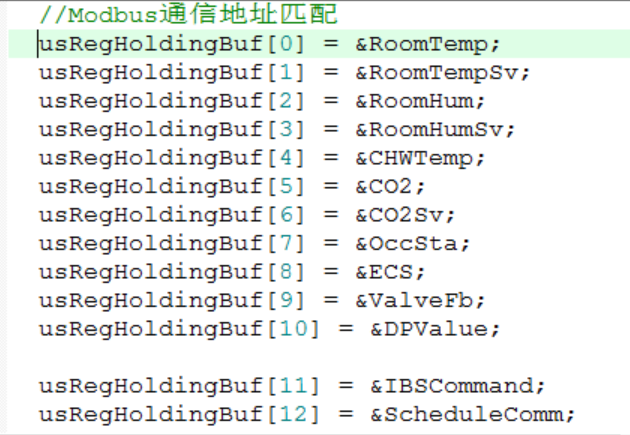 //Modbus通信地址匹配
usRegHoldingBuf[0] = &RoomTemp;
usRegHoldingBuf[1] = &RoomTempSv;
usRegHoldingBuf[2] = &RoomHum;
usRegHoldingBuf[3] = &RoomHumSv;
usRegHoldingBuf[4] = &CHWTemp;
usRegHoldingBuf[5] = &CO2;
usRegHoldingBuf[6] = &CO2Sv;
usRegHoldingBuf[7] = &OccSta;
usRegHoldingBuf[8] = &ECS;
usRegHoldingBuf[9] = &ValveFb;
usRegHoldingBuf[10] = &DPValue;
usRegHoldingBuf[11] = &IBSCommand;
usRegHoldingBuf[12] = &ScheduleComm;